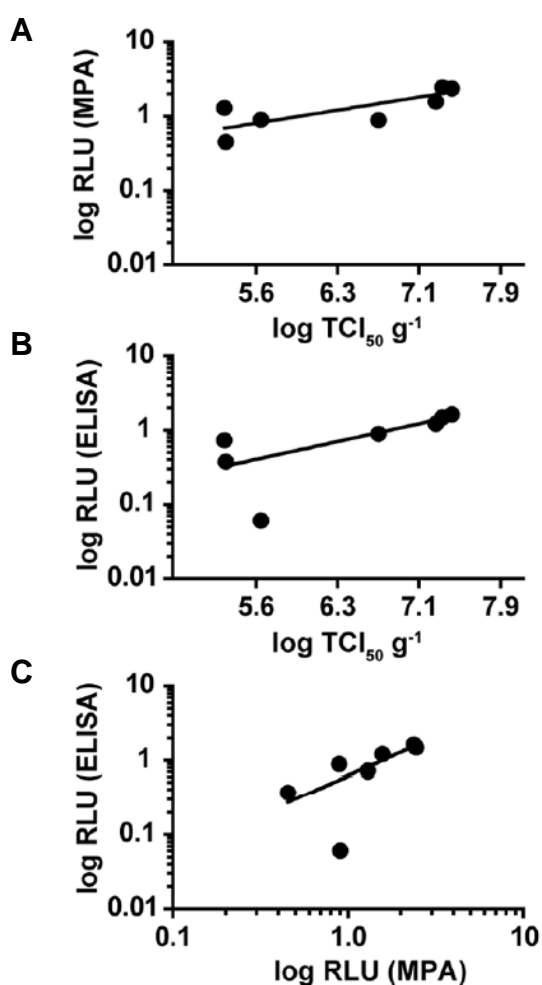 A
log RLU (MPA)
10
1
0.1
0.01
5.6 6.3 7.1 7.9
log TCI50 g-1
B
log RLU (ELISA)
10
1
0.1
0.01
5.6 6.3 7.1 7.9
log TCI50 g-1
C
log RLU (ELISA)
10
1
0.1
0.01
0.1 1.0 10
log RLU (MPA)